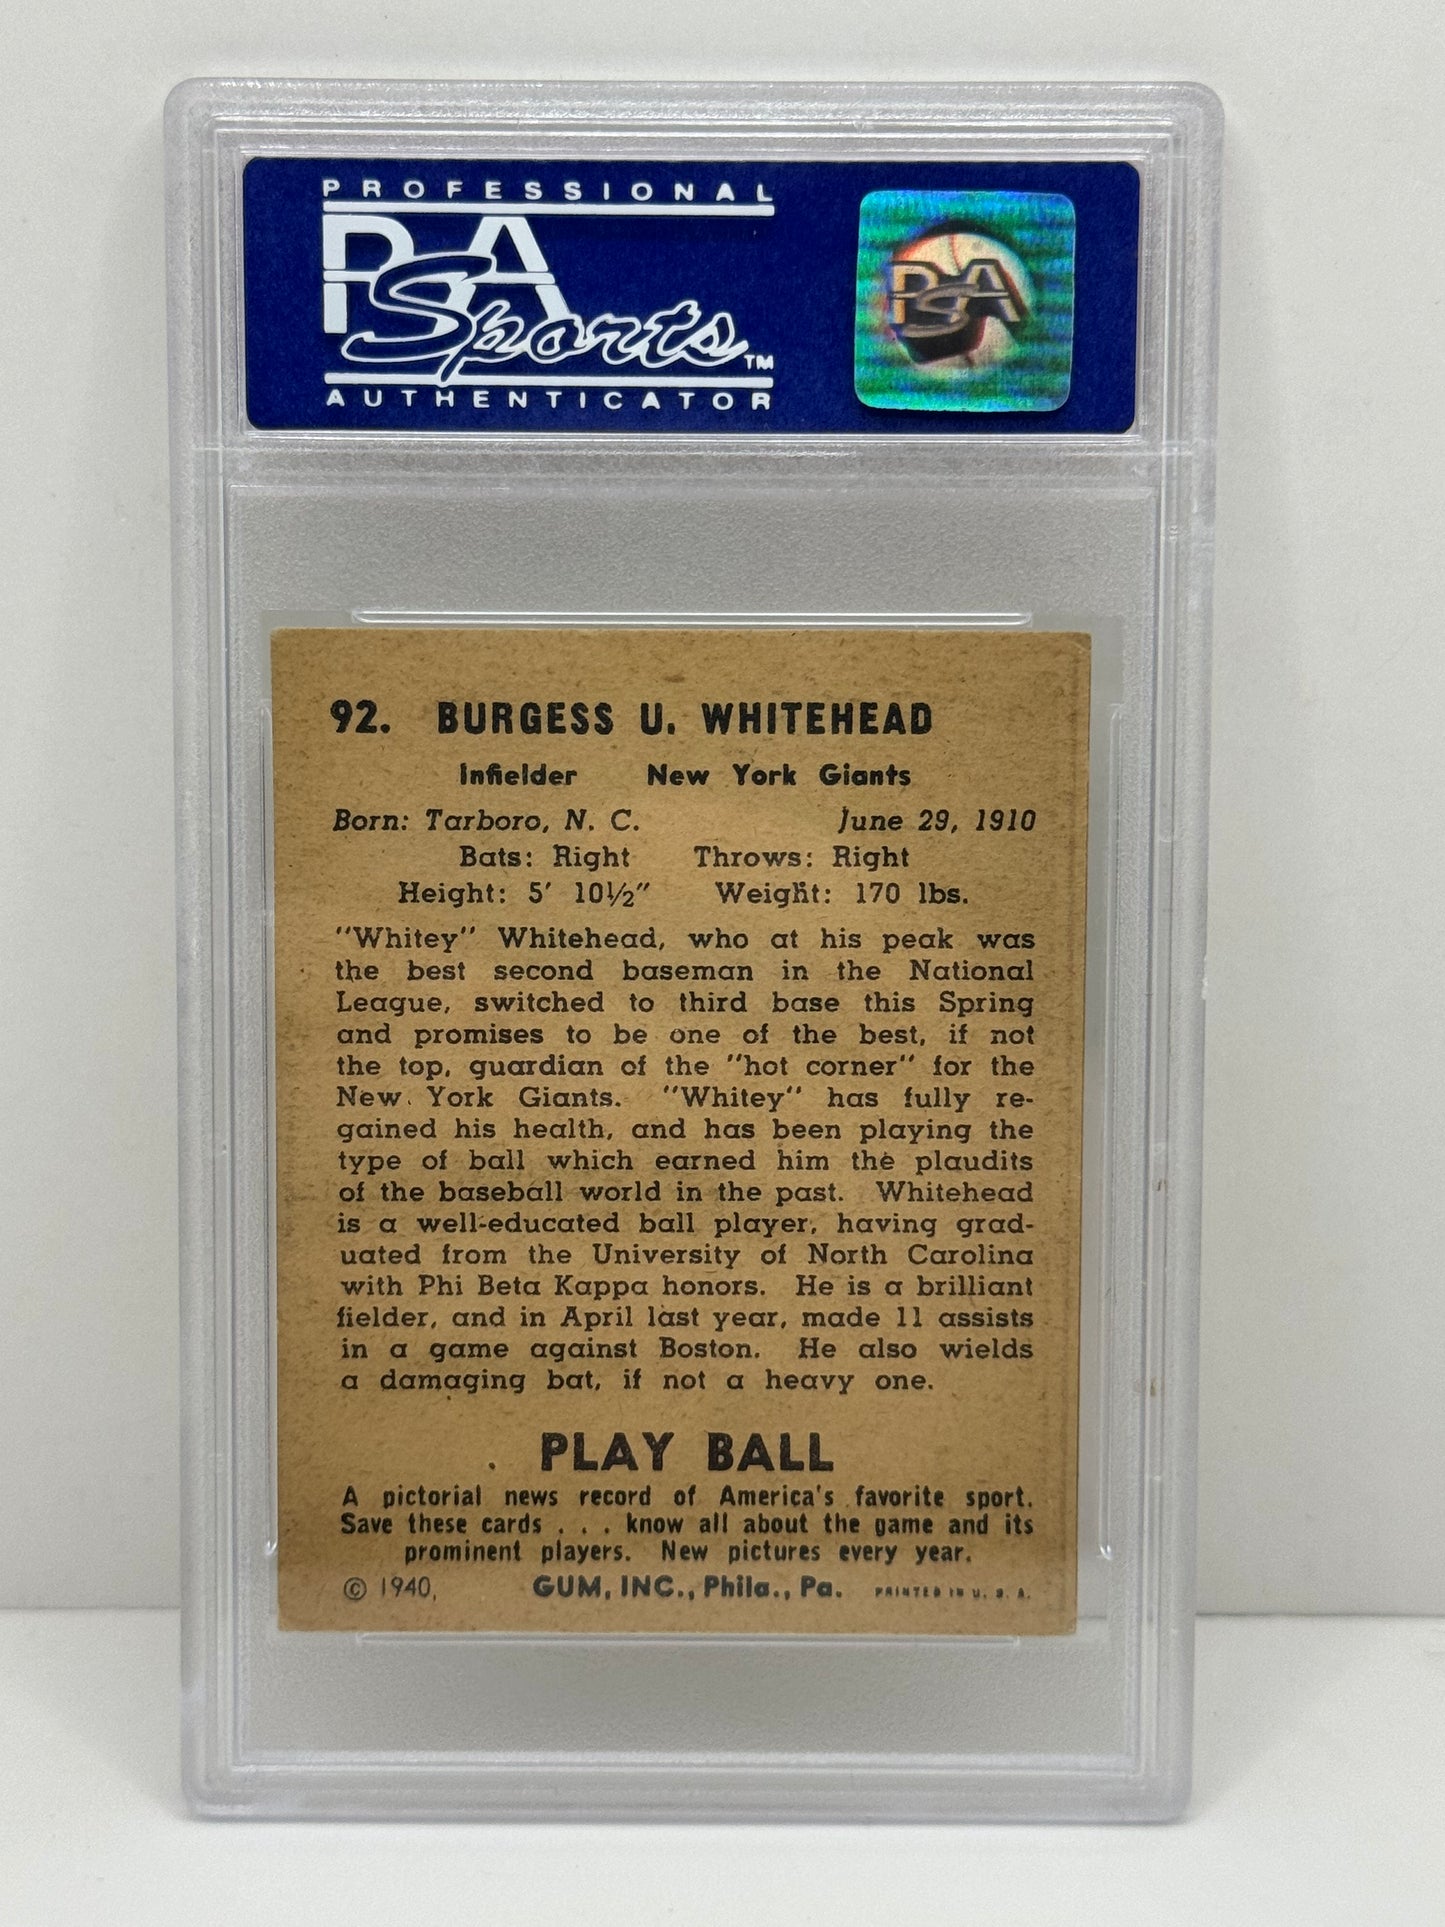 PROFESSIONAL
PSA
Sports™
AUTHENTICATOR
PSA
92. BURGESS U. WHITEHEAD
Infielder New York Giants
Born: Tarboro, N. C. June 29, 1910
Bats: Right Throws: Right
Height: 5' 10½" Weight: 170 lbs.
"Whitey" Whitehead, who at his peak was
the best second baseman in the National
League, switched to third base this Spring
and promises to be one of the best, if not
the top, guardian of the "hot corner" for the
New York Giants. "Whitey" has fully re-
gained his health, and has been playing the
type of ball which earned him the plaudits
of the baseball world in the past. Whitehead
is a well-educated ball player, having grad-
uated from the University of North Carolina
with Phi Beta Kappa honors. He is a brilliant
fielder, and in April last year, made 11 assists
in a game against Boston. He also wields
a damaging bat, if not a heavy one.
PLAY BALL
A pictorial news record of America's favorite sport.
Save these cards . . . know all about the game and its
prominent players. New pictures every year.
© 1940, GUM, INC., Phila., Pa. PRINTED IN U. S. A.